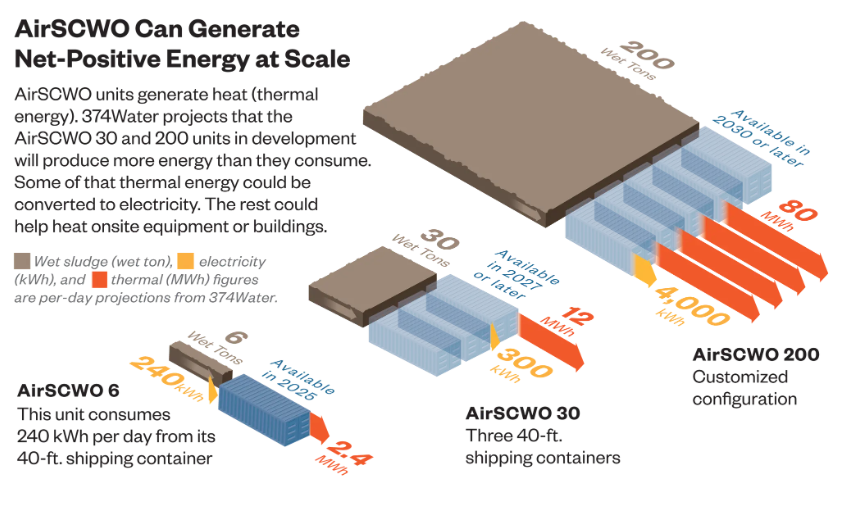 AirSCWO Can Generate
Net-Positive Energy at Scale
AirSCWO units generate heat (thermal
energy). 374Water projects that the
AirSCWO 30 and 200 units in development
will produce more energy than they consume.
Some of that thermal energy could be
converted to electricity. The rest could
help heat onsite equipment or buildings.
Wet sludge (wet ton), electricity
(kWh), and thermal (MWh) figures
are per-day projections from 374Water.
6
Wet Tons
240 kWh
Available
in 2025
2.4
MWh
AirSCWO 6
This unit consumes
240 kWh per day from its
40-ft. shipping container
30
Wet Tons
Available
in 2027
or later
12
MWh
300
kWh
AirSCWO 30
Three 40-ft.
shipping containers
200
Wet Tons
Available in
2030 or later
80
MWh
4,000
kWh
AirSCWO 200
Customized
configuration